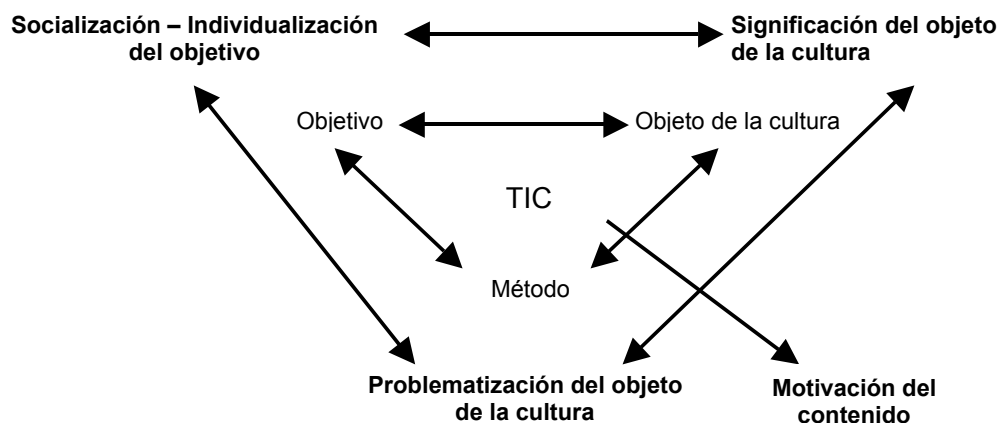 Socialización – Individualización
del objetivo
Significación del objeto
de la cultura
Objetivo
Objeto de la cultura
TIC
Método
Problematización del objeto
de la cultura
Motivación del
contenido